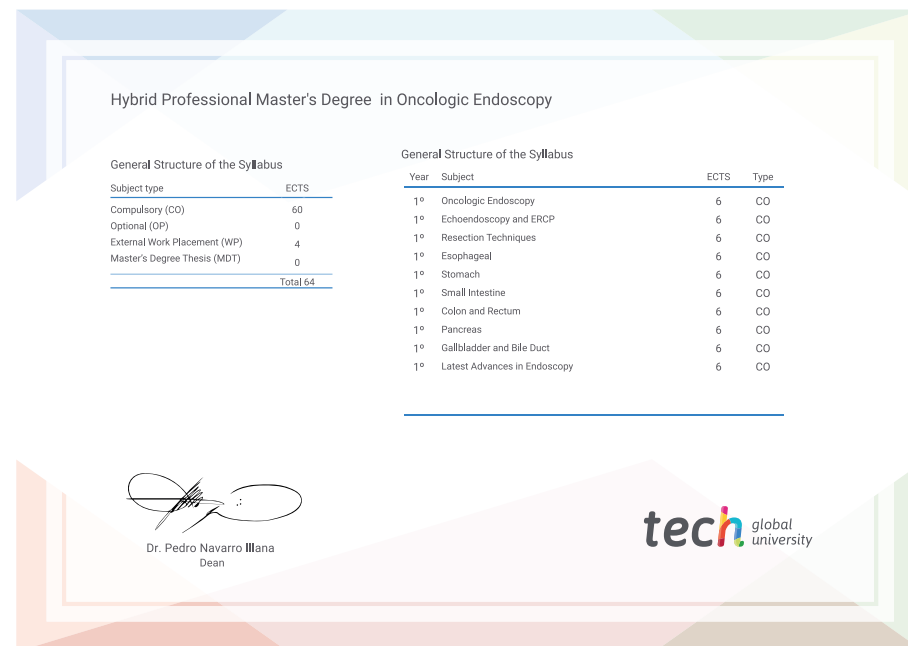 Hybrid Professional Master's Degree in Oncologic Endoscopy
General Structure of the Syllabus
Subject type ECTS
Compulsory (CO) 60
Optional (OP) 0
External Work Placement (WP) 4
Master's Degree Thesis (MDT) 0
Total 64
General Structure of the Syllabus
Year Subject ECTS Type
1º Oncologic Endoscopy 6 CO
1º Echoendoscopy and ERCP 6 CO
1º Resection Techniques 6 CO
1º Esophageal 6 CO
1º Stomach 6 CO
1º Small Intestine 6 CO
1º Colon and Rectum 6 CO
1º Pancreas 6 CO
1º Gallbladder and Bile Duct 6 CO
1º Latest Advances in Endoscopy 6 CO
Dr. Pedro Navarro Illana
Dean
tech global
university